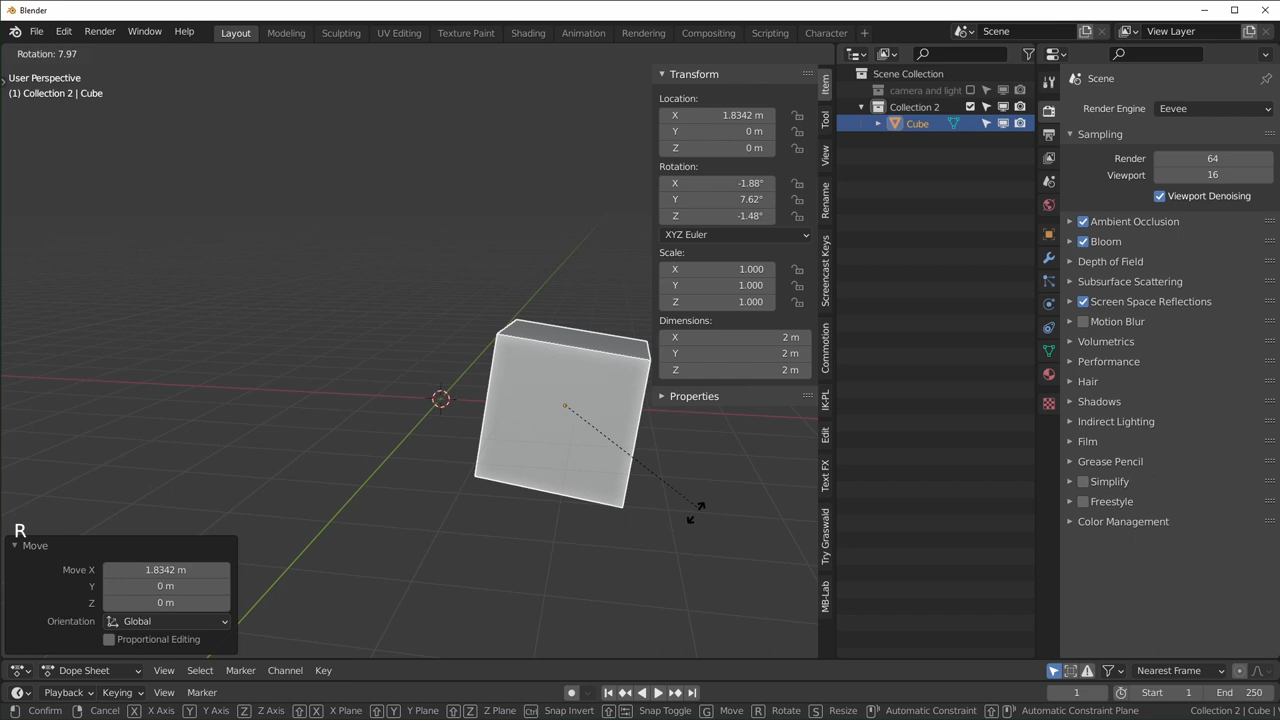 Blender
File Edit Render Window Help Layout Modeling Sculpting UV Editing Texture Paint Shading Animation Rendering Compositing Scripting Character + Scene View Layer
Rotation: 7.97
User Perspective
(1) Collection 2 | Cube
Transform
Location:
X 1.8342 m
Y 0 m
Z 0 m
Rotation:
X -1.88°
Y 7.62°
Z -1.48°
XYZ Euler
Scale:
X 1.000
Y 1.000
Z 1.000
Dimensions:
X 2 m
Y 2 m
Z 2 m
Properties
Item
Tool
View
Rename
Screencast Keys
Commotion
IK-PL
Edit
Text FX
Try Graswald
MB-Lab
Scene Collection
camera and light
Collection 2
Cube
Scene
Render Engine Eevee
Sampling
Render 64
Viewport 16
Viewport Denoising
Ambient Occlusion
Bloom
Depth of Field
Subsurface Scattering
Screen Space Reflections
Motion Blur
Volumetrics
Performance
Hair
Shadows
Indirect Lighting
Film
Grease Pencil
Simplify
Freestyle
Color Management
R
Move
Move X 1.8342 m
Y 0 m
Z 0 m
Orientation Global
Proportional Editing
Dope Sheet View Select Marker Channel Key Nearest Frame
Playback Keying View Marker 1 Start 1 End 250
Confirm Cancel X X Axis Y Y Axis Z Z Axis X X Plane Y Y Plane Z Z Plane Snap Invert Snap Toggle G Move R Rotate S Resize Automatic Constraint Automatic Constraint Plane Collection 2 | Cube